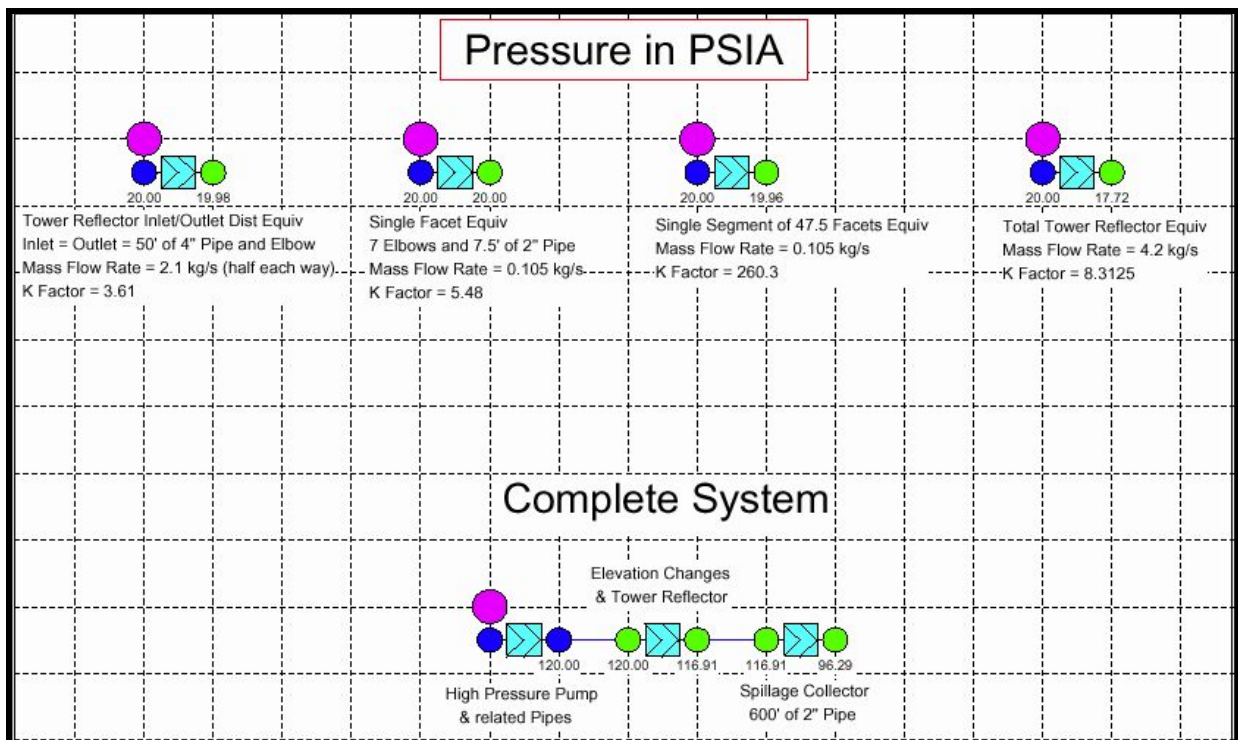 Pressure in PSIA
20.00 19.98
Tower Reflector Inlet/Outlet Dist Equiv
Inlet = Outlet = 50' of 4" Pipe and Elbow
Mass Flow Rate = 2.1 kg/s (half each way)
K Factor = 3.61
20.00 20.00
Single Facet Equiv
7 Elbows and 7.5' of 2" Pipe
Mass Flow Rate = 0.105 kg/s
K Factor = 5.48
20.00 19.96
Single Segment of 47.5 Facets Equiv
Mass Flow Rate = 0.105 kg/s
K Factor = 260.3
20.00 17.72
Total Tower Reflector Equiv
Mass Flow Rate = 4.2 kg/s
K Factor = 8.3125
Complete System
Elevation Changes
& Tower Reflector
120.00 120.00 116.91 116.91 96.29
High Pressure Pump
& related Pipes
Spillage Collector
600' of 2" Pipe